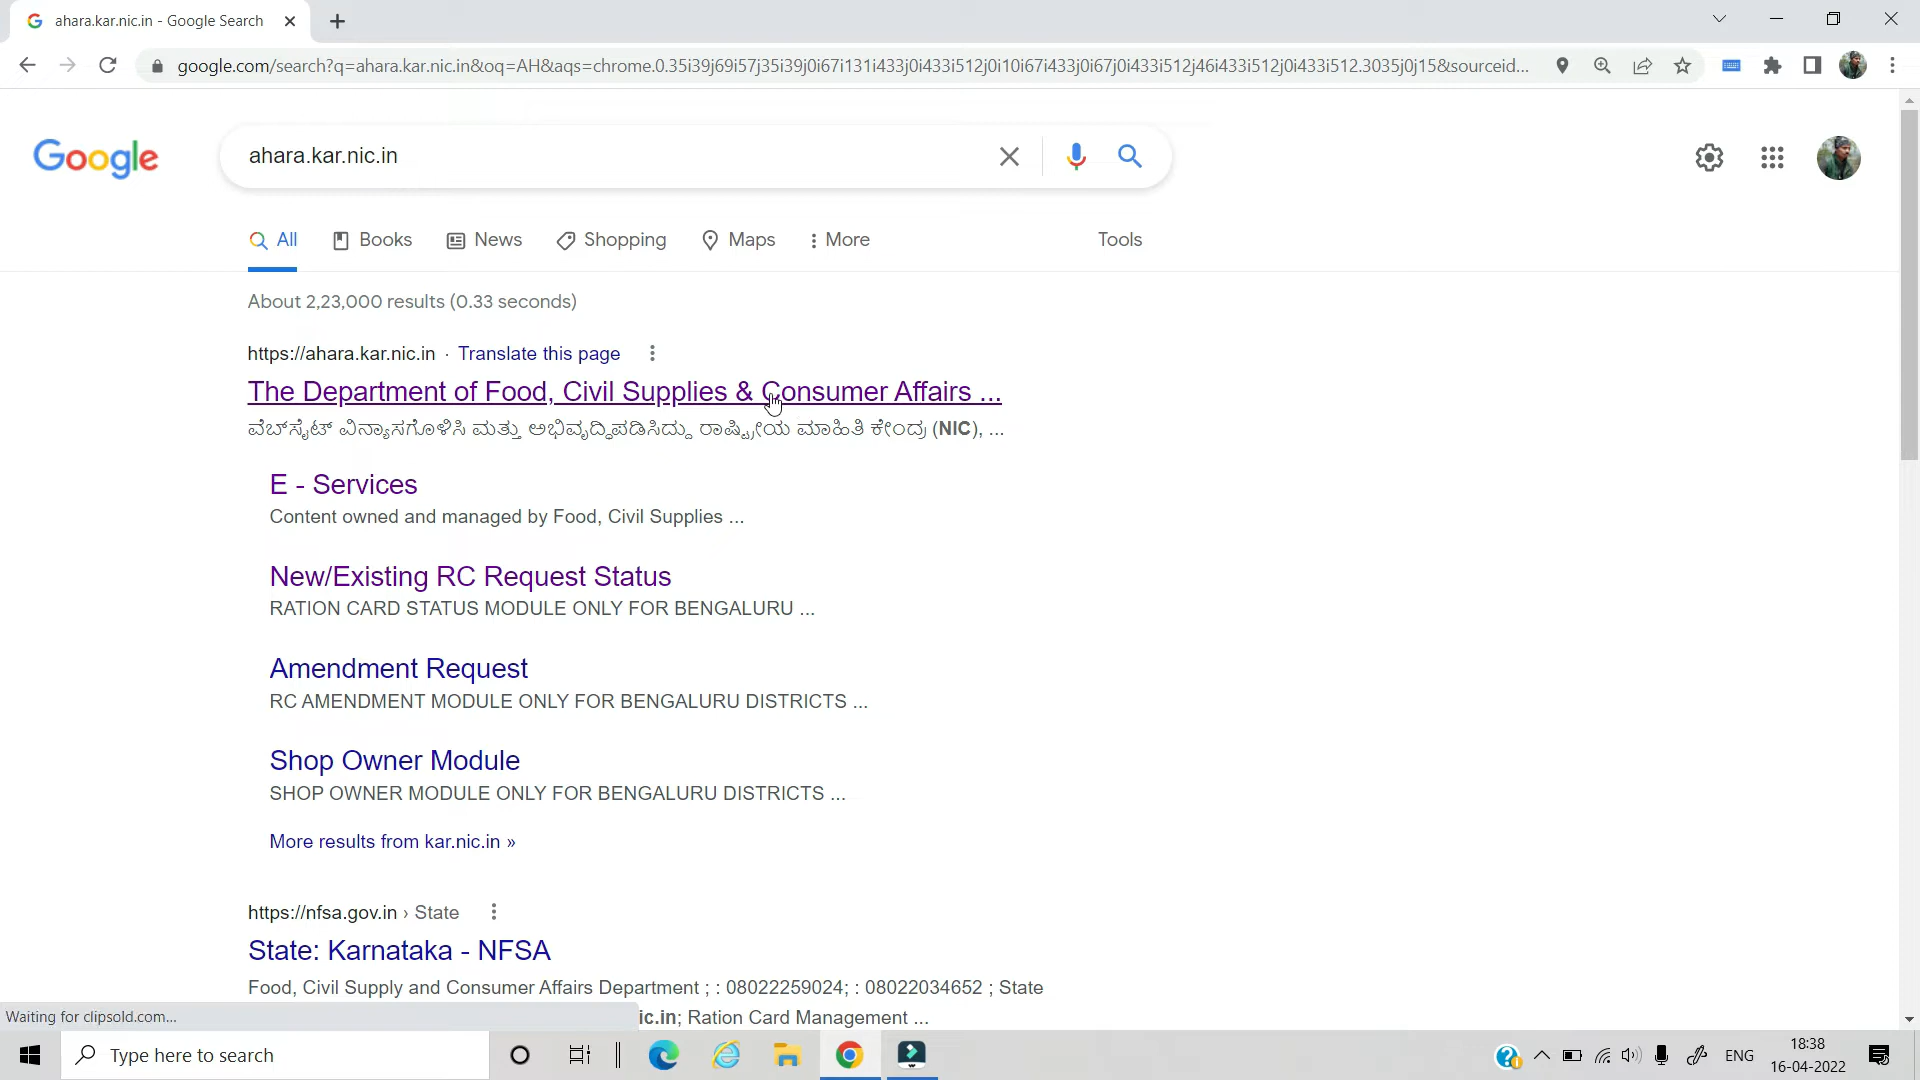 ahara.kar.nic.in - Google Search
google.com/search?q=ahara.kar.nic.in&oq=AH&aqs=chrome.0.35i39j69i57j35i39j0i67i131i433j0i433i512j0i10i67i433j0i67j0i433i512j46i433i512j0i433i512.3035j0j15&sourceid...
Google
ahara.kar.nic.in
All Books News Shopping Maps More Tools
About 2,23,000 results (0.33 seconds)
https://ahara.kar.nic.in · Translate this page
The Department of Food, Civil Supplies & Consumer Affairs ...
ವೆಬ್‌ಸೈಟ್ ವಿನ್ಯಾಸಗೊಳಿಸಿ ಮತ್ತು ಅಭಿವೃದ್ಧಿಪಡಿಸಿದ್ದು ರಾಷ್ಟ್ರೀಯ ಮಾಹಿತಿ ಕೇಂದ್ರ (NIC), ...
E - Services
Content owned and managed by Food, Civil Supplies ...
New/Existing RC Request Status
RATION CARD STATUS MODULE ONLY FOR BENGALURU ...
Amendment Request
RC AMENDMENT MODULE ONLY FOR BENGALURU DISTRICTS ...
Shop Owner Module
SHOP OWNER MODULE ONLY FOR BENGALURU DISTRICTS ...
More results from kar.nic.in »
https://nfsa.gov.in › State
State: Karnataka - NFSA
Food, Civil Supply and Consumer Affairs Department ; : 08022259024; : 08022034652 ; State
ic.in; Ration Card Management ...
Waiting for clipsold.com...
Type here to search
ENG
18:38
16-04-2022